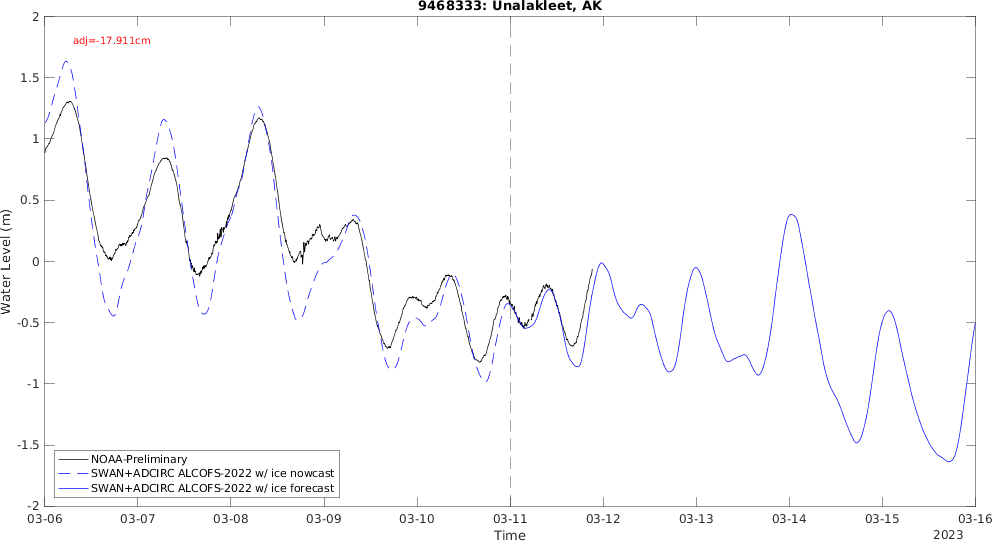 9468333: Unalakleet, AK
adj=-17.911cm
2
1.5
1
0.5
0
-0.5
-1
-1.5
-2
Water Level (m)
NOAA-Preliminary
SWAN+ADCIRC ALCOFS-2022 w/ ice nowcast
SWAN+ADCIRC ALCOFS-2022 w/ ice forecast
03-06 03-07 03-08 03-09 03-10 03-11 03-12 03-13 03-14 03-15 03-16
Time
2023